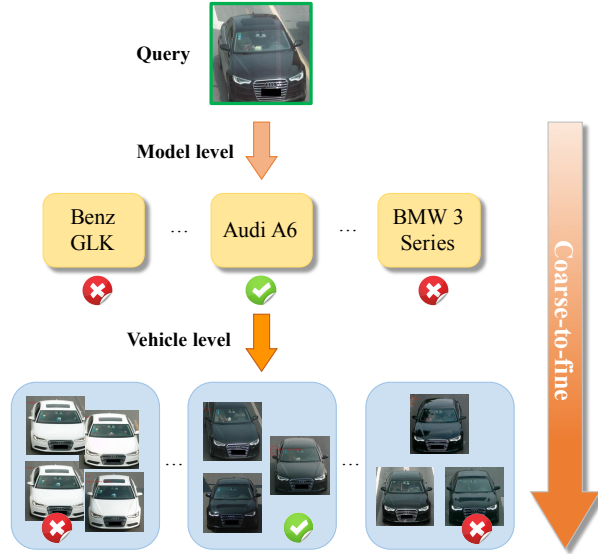 Query
Model level
Benz
GLK
...
Audi A6
...
BMW 3
Series
Vehicle level
...
...
Coarse-to-fine